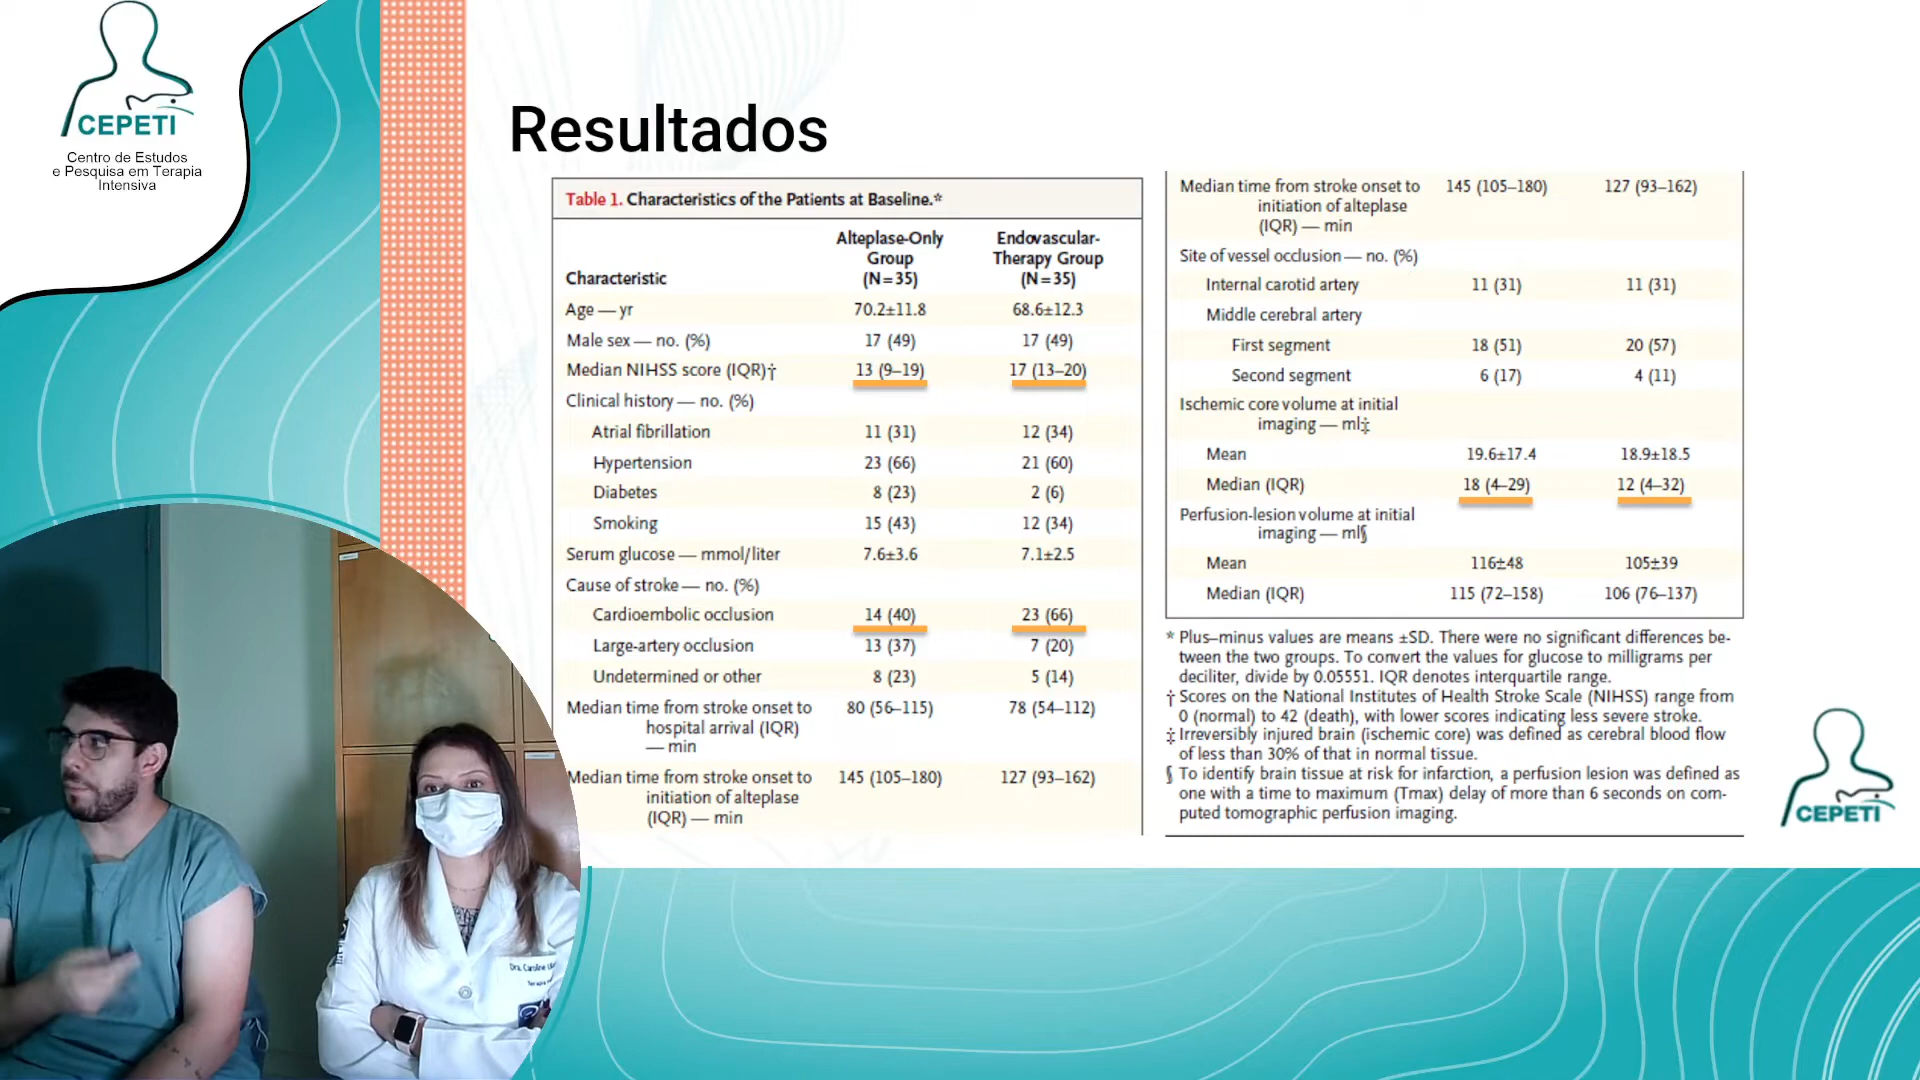 CEPETI
Centro de Estudos
e Pesquisa em Terapia
Intensiva
Resultados
Table 1. Characteristics of the Patients at Baseline.*
Characteristic Alteplase-Only Group (N=35) Endovascular-Therapy Group (N=35)
Age — yr 70.2±11.8 68.6±12.3
Male sex — no. (%) 17 (49) 17 (49)
Median NIHSS score (IQR)† 13 (9–19) 17 (13–20)
Clinical history — no. (%)
Atrial fibrillation 11 (31) 12 (34)
Hypertension 23 (66) 21 (60)
Diabetes 8 (23) 2 (6)
Smoking 15 (43) 12 (34)
Serum glucose — mmol/liter 7.6±3.6 7.1±2.5
Cause of stroke — no. (%)
Cardioembolic occlusion 14 (40) 23 (66)
Large-artery occlusion 13 (37) 7 (20)
Undetermined or other 8 (23) 5 (14)
Median time from stroke onset to 80 (56–115) 78 (54–112)
hospital arrival (IQR)
— min
Median time from stroke onset to 145 (105–180) 127 (93–162)
initiation of alteplase
(IQR) — min
Median time from stroke onset to 145 (105–180) 127 (93–162)
initiation of alteplase
(IQR) — min
Site of vessel occlusion — no. (%)
Internal carotid artery 11 (31) 11 (31)
Middle cerebral artery
First segment 18 (51) 20 (57)
Second segment 6 (17) 4 (11)
Ischemic core volume at initial
imaging — ml‡
Mean 19.6±17.4 18.9±18.5
Median (IQR) 18 (4–29) 12 (4–32)
Perfusion-lesion volume at initial
imaging — ml§
Mean 116±48 105±39
Median (IQR) 115 (72–158) 106 (76–137)
* Plus–minus values are means ±SD. There were no significant differences be-
tween the two groups. To convert the values for glucose to milligrams per
deciliter, divide by 0.05551. IQR denotes interquartile range.
† Scores on the National Institutes of Health Stroke Scale (NIHSS) range from
0 (normal) to 42 (death), with lower scores indicating less severe stroke.
‡ Irreversibly injured brain (ischemic core) was defined as cerebral blood flow
of less than 30% of that in normal tissue.
§ To identify brain tissue at risk for infarction, a perfusion lesion was defined as
one with a time to maximum (Tmax) delay of more than 6 seconds on com-
puted tomographic perfusion imaging.
CEPETI
Dra. Caroline